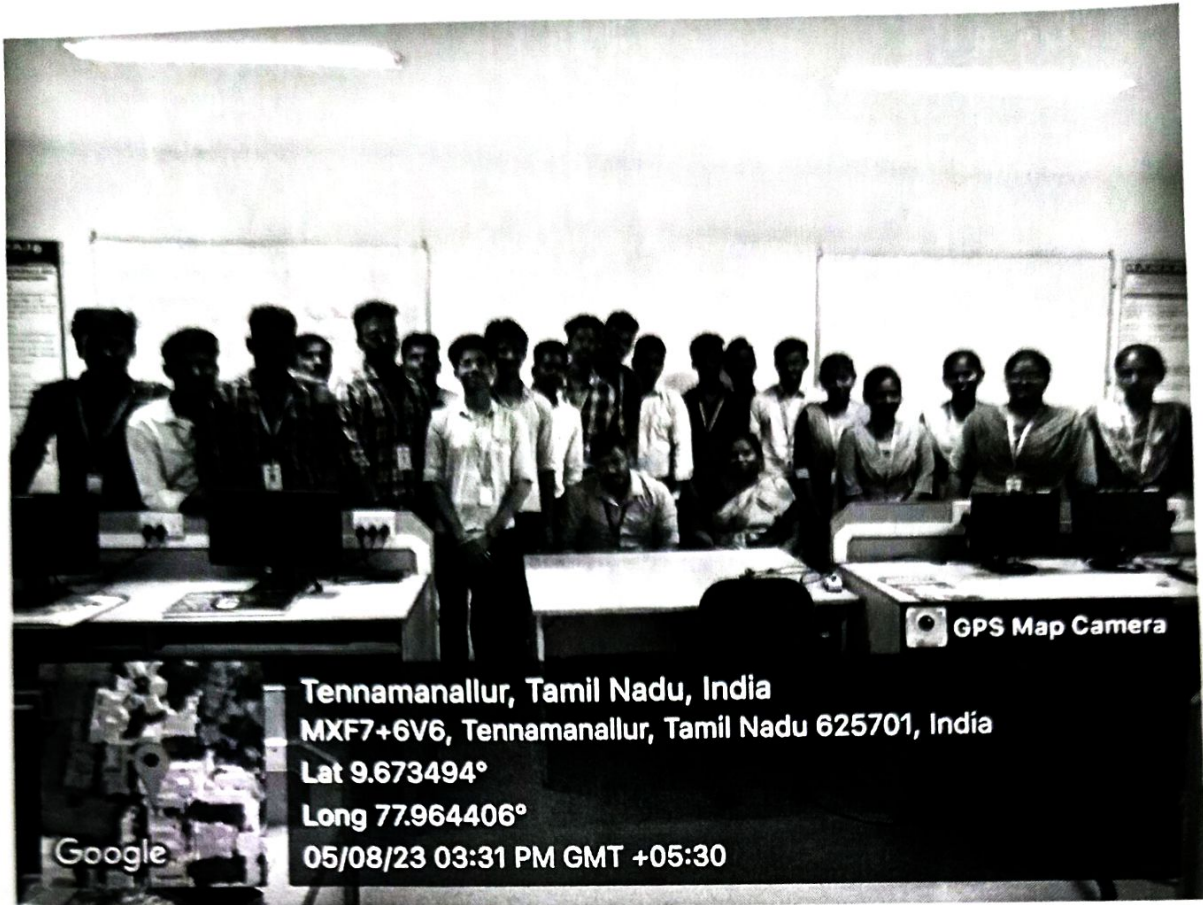 GPS Map Camera
Tennamanallur, Tamil Nadu, India
MXF7+6V6, Tennamanallur, Tamil Nadu 625701, India
Lat 9.673494°
Long 77.964406°
05/08/23 03:31 PM GMT +05:30
Google